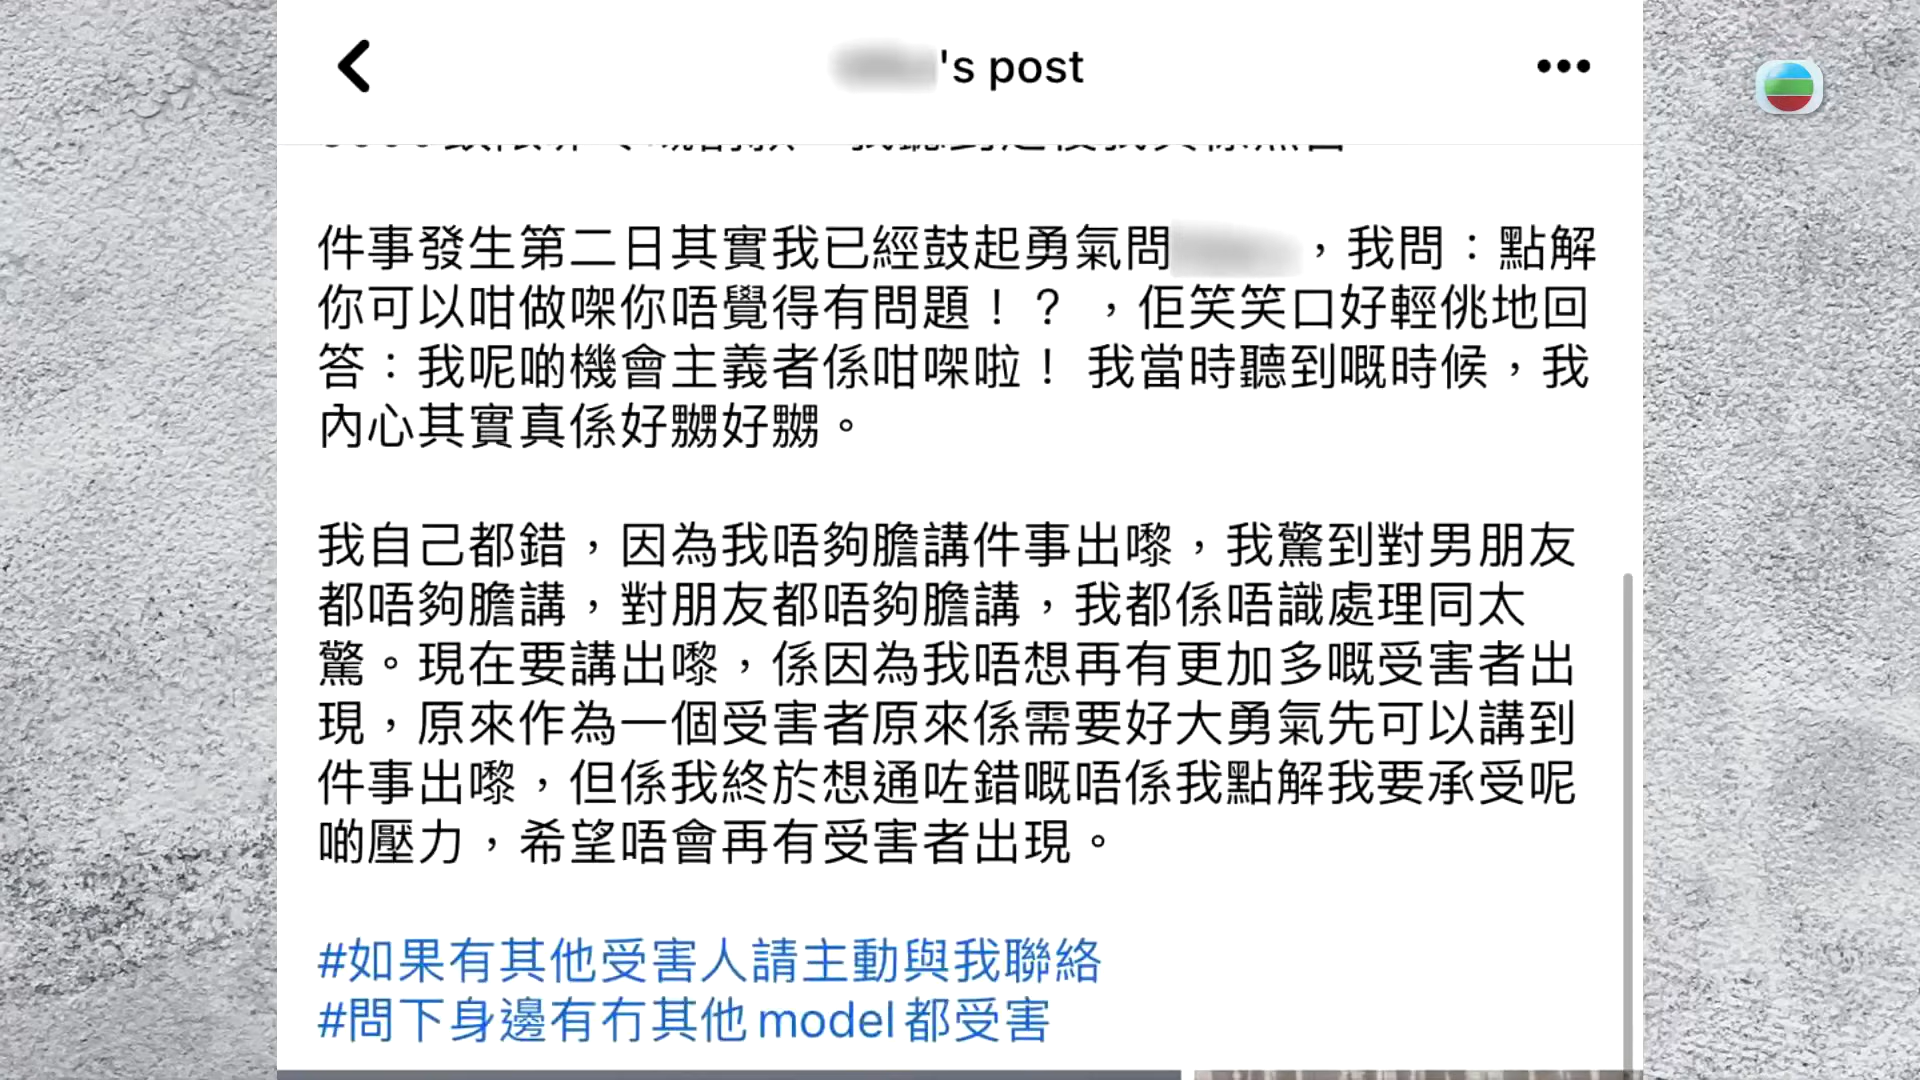 's post
件事發生第二日其實我已經鼓起勇氣問，我問：點解
你可以咁做㗎你唔覺得有問題！？ ，佢笑笑口好輕佻地回
答：我呢啲機會主義者係咁㗎啦！ 我當時聽到嘅時候，我
內心其實真係好嬲好嬲。
我自己都錯，因為我唔夠膽講件事出嚟，我驚到對男朋友
都唔夠膽講，對朋友都唔夠膽講，我都係唔識處理同太
驚。現在要講出嚟，係因為我唔想再有更加多嘅受害者出
現，原來作為一個受害者原來係需要好大勇氣先可以講到
件事出嚟，但係我終於想通咗錯嘅唔係我點解我要承受呢
啲壓力，希望唔會再有受害者出現。
#如果有其他受害人請主動與我聯絡
#問下身邊有冇其他model都受害